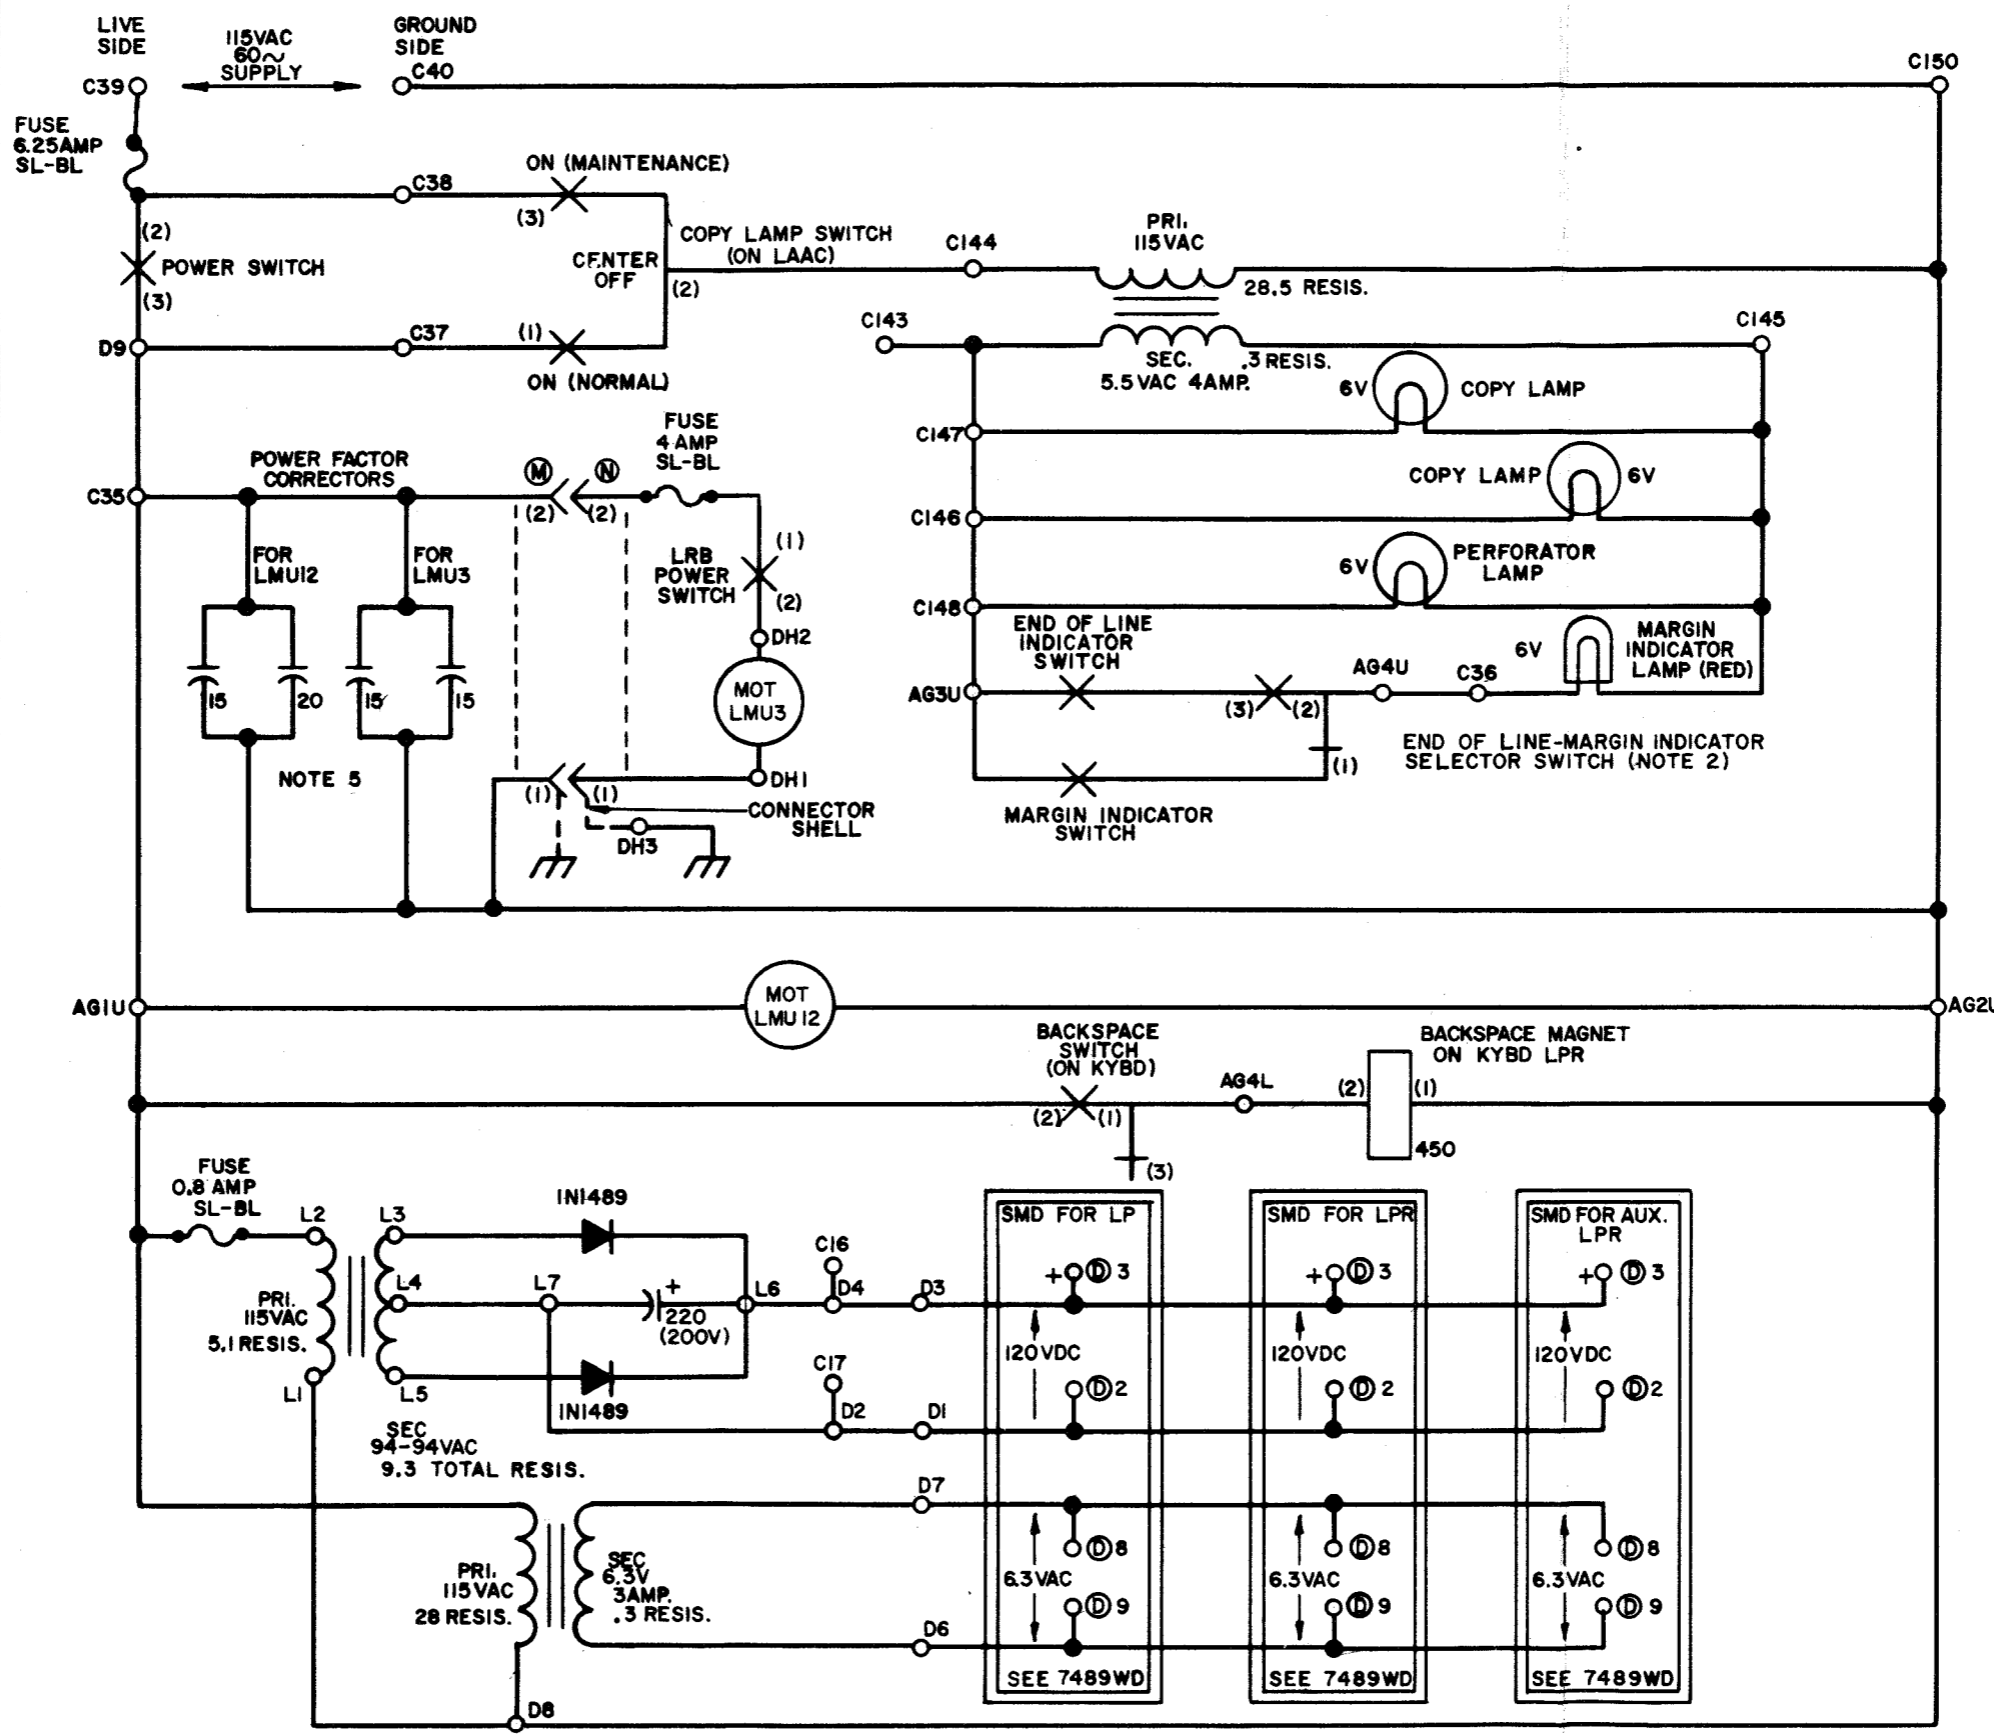 LIVE
SIDE
115VAC
60~
SUPPLY
GROUND
SIDE
C39
C40
C150
FUSE
6.25AMP
SL-BL
C38
ON (MAINTENANCE)
(3)
(2)
POWER SWITCH
(3)
CENTER
OFF
COPY LAMP SWITCH
(ON LAAC)
(2)
C144
PRI.
115VAC
28.5 RESIS.
D9
C37
(1)
ON (NORMAL)
C143
C145
SEC.
.3 RESIS.
5.5VAC 4AMP.
6V
COPY LAMP
C147
COPY LAMP
6V
C146
6V
PERFORATOR
LAMP
C148
POWER FACTOR
CORRECTORS
C35
M
N
(2)
(2)
FUSE
4 AMP
SL-BL
FOR
LMU12
FOR
LMU3
LRB
POWER
SWITCH
(1)
(2)
DH2
15
20
15
15
MOT
LMU3
NOTE 5
DH1
(1)
(1)
CONNECTOR
SHELL
DH3
END OF LINE
INDICATOR
SWITCH
AG3U
(3)
(2)
AG4U
C36
6V
MARGIN
INDICATOR
LAMP (RED)
END OF LINE-MARGIN INDICATOR
SELECTOR SWITCH (NOTE 2)
(1)
MARGIN INDICATOR
SWITCH
AG1U
MOT
LMU12
AG2U
BACKSPACE
SWITCH
(ON KYBD)
(2)
(1)
(3)
AG4L
BACKSPACE MAGNET
ON KYBD LPR
(2)
(1)
450
FUSE
0.8 AMP
SL-BL
L2
L3
IN1489
L4
L7
+
220
(200V)
L6
PRI.
115VAC
5.1 RESIS.
L1
L5
IN1489
SEC
94-94VAC
9.3 TOTAL RESIS.
C16
D4
D3
C17
D2
D1
SMD FOR LP
+ D 3
120VDC
D 2
SMD FOR LPR
+ D 3
120VDC
D 2
SMD FOR AUX.
LPR
+ D 3
120VDC
D 2
D7
PRI.
115VAC
28 RESIS.
SEC
6.3V
3AMP.
.3 RESIS.
D6
D8
D 8
6.3VAC
D 9
SEE 7489WD
D 8
6.3VAC
D 9
SEE 7489WD
D 8
6.3VAC
D 9
SEE 7489WD